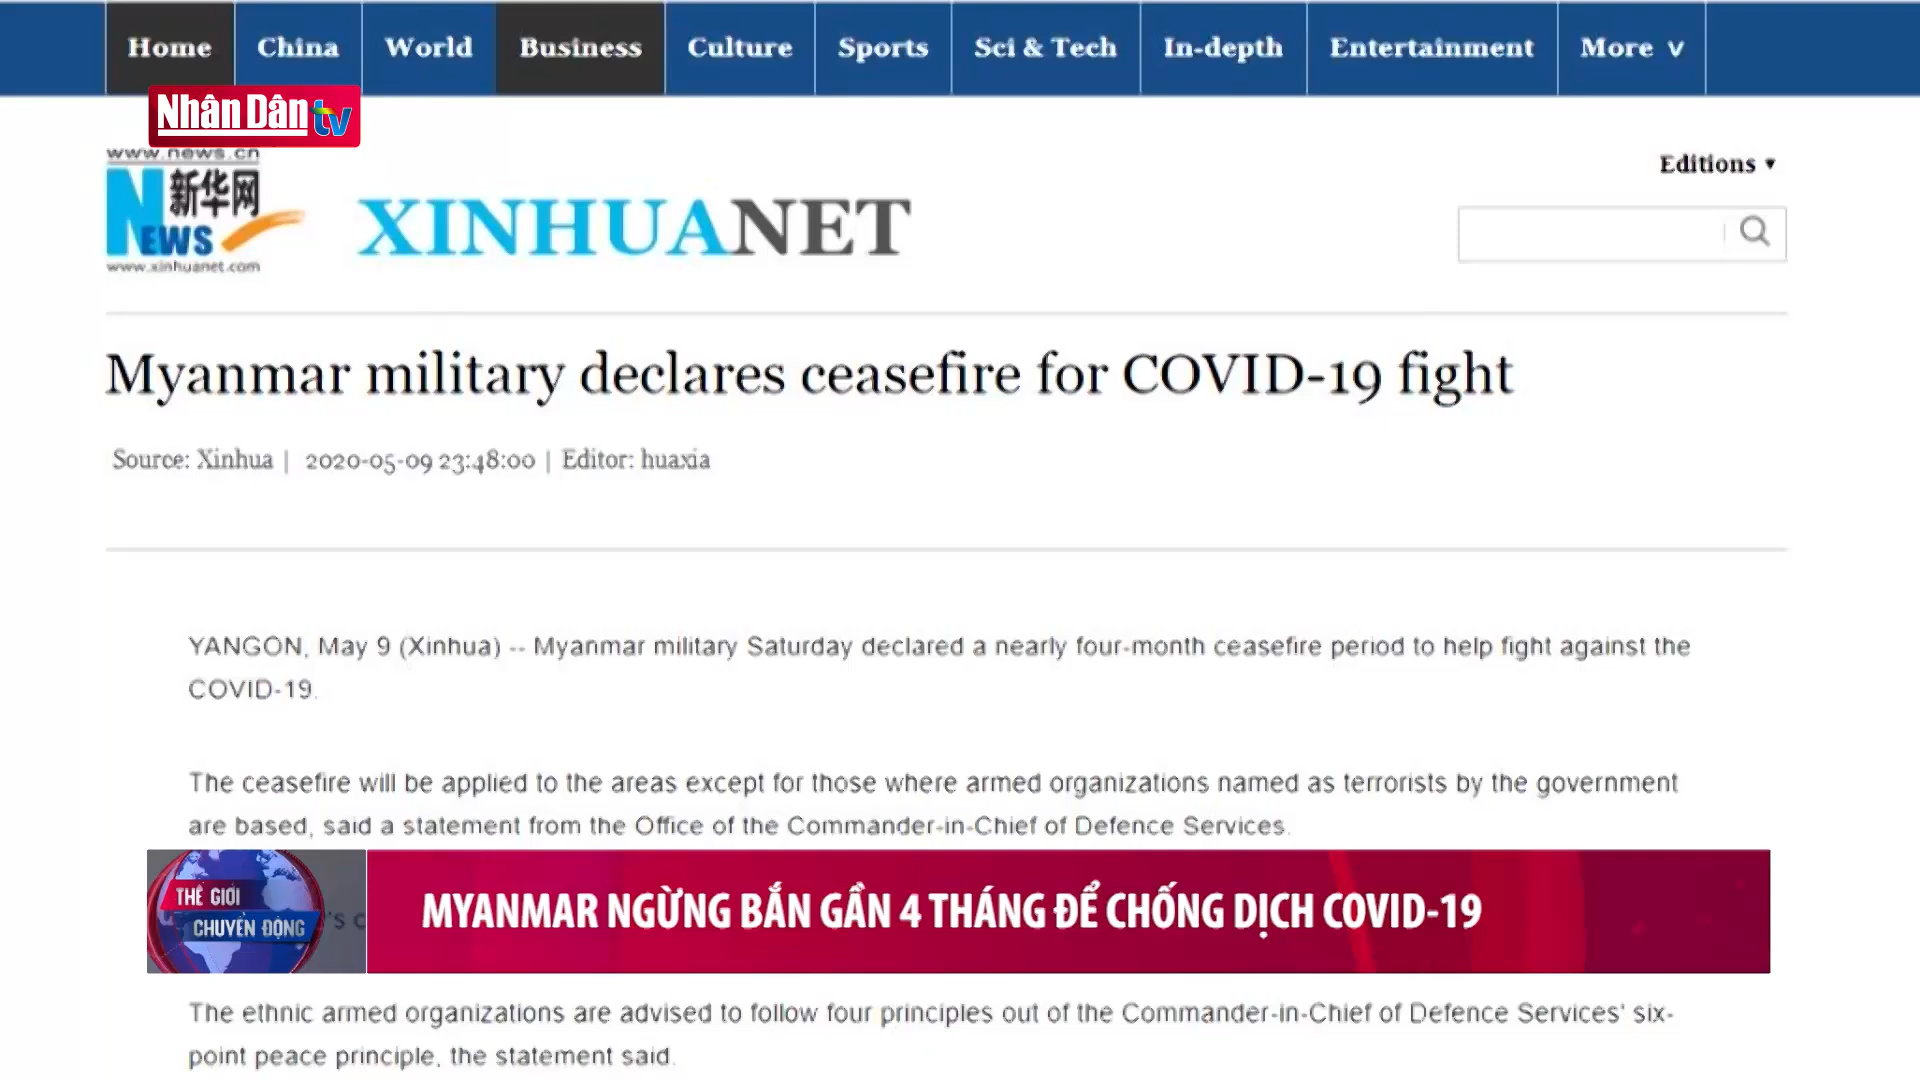 Home China World Business Culture Sports Sci & Tech In-depth Entertainment More v
Nhân Dân tv
www.news.cn
新华网
NEWS
www.xinhuanet.com
XINHUANET
Editions ▾
Myanmar military declares ceasefire for COVID-19 fight
Source: Xinhua | 2020-05-09 23:48:00 | Editor: huaxia
YANGON, May 9 (Xinhua) -- Myanmar military Saturday declared a nearly four-month ceasefire period to help fight against the
COVID-19.
The ceasefire will be applied to the areas except for those where armed organizations named as terrorists by the government
are based, said a statement from the Office of the Commander-in-Chief of Defence Services.
THẾ GIỚI
CHUYỂN ĐỘNG
MYANMAR NGỪNG BẮN GẦN 4 THÁNG ĐỂ CHỐNG DỊCH COVID-19
The ethnic armed organizations are advised to follow four principles out of the Commander-in-Chief of Defence Services' six-
point peace principle, the statement said.